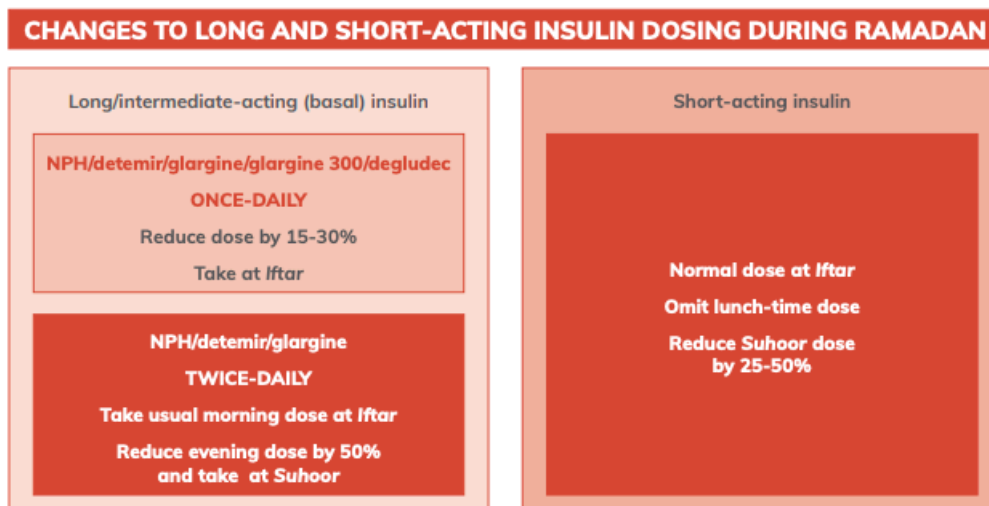 CHANGES TO LONG AND SHORT-ACTING INSULIN DOSING DURING RAMADAN
Long/intermediate-acting (basal) insulin
NPH/detemir/glargine/glargine 300/degludec
ONCE-DAILY
Reduce dose by 15-30%
Take at Iftar
NPH/detemir/glargine
TWICE-DAILY
Take usual morning dose at Iftar
Reduce evening dose by 50%
and take at Suhoor
Short-acting insulin
Normal dose at Iftar
Omit lunch-time dose
Reduce Suhoor dose
by 25-50%